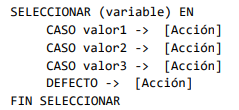 SELECCIONAR (variable) EN
CASO valor1 -> [Acción]
CASO valor2 -> [Acción]
CASO valor3 -> [Acción]
DEFECTO -> [Acción]
FIN SELECCIONAR